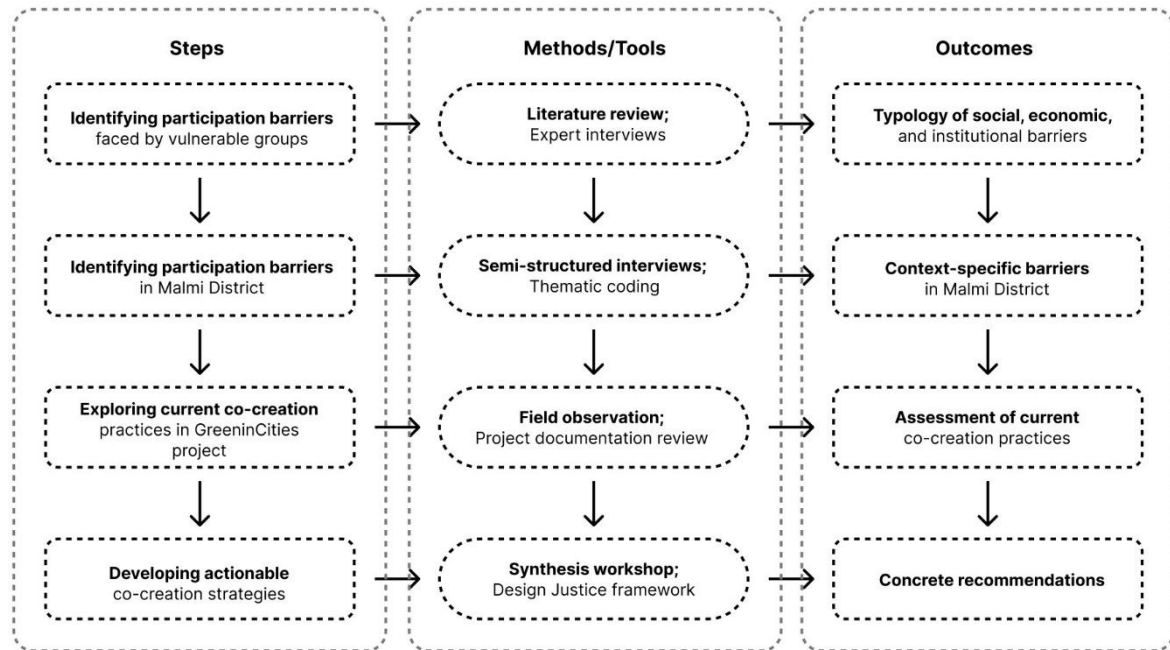 Steps
Methods/Tools
Outcomes
Identifying participation barriers
faced by vulnerable groups
Literature review;
Expert interviews
Typology of social, economic,
and institutional barriers
Identifying participation barriers
in Malmi District
Semi-structured interviews;
Thematic coding
Context-specific barriers
in Malmi District
Exploring current co-creation
practices in GreeninCities
project
Field observation;
Project documentation review
Assessment of current
co-creation practices
Developing actionable
co-creation strategies
Synthesis workshop;
Design Justice framework
Concrete recommendations